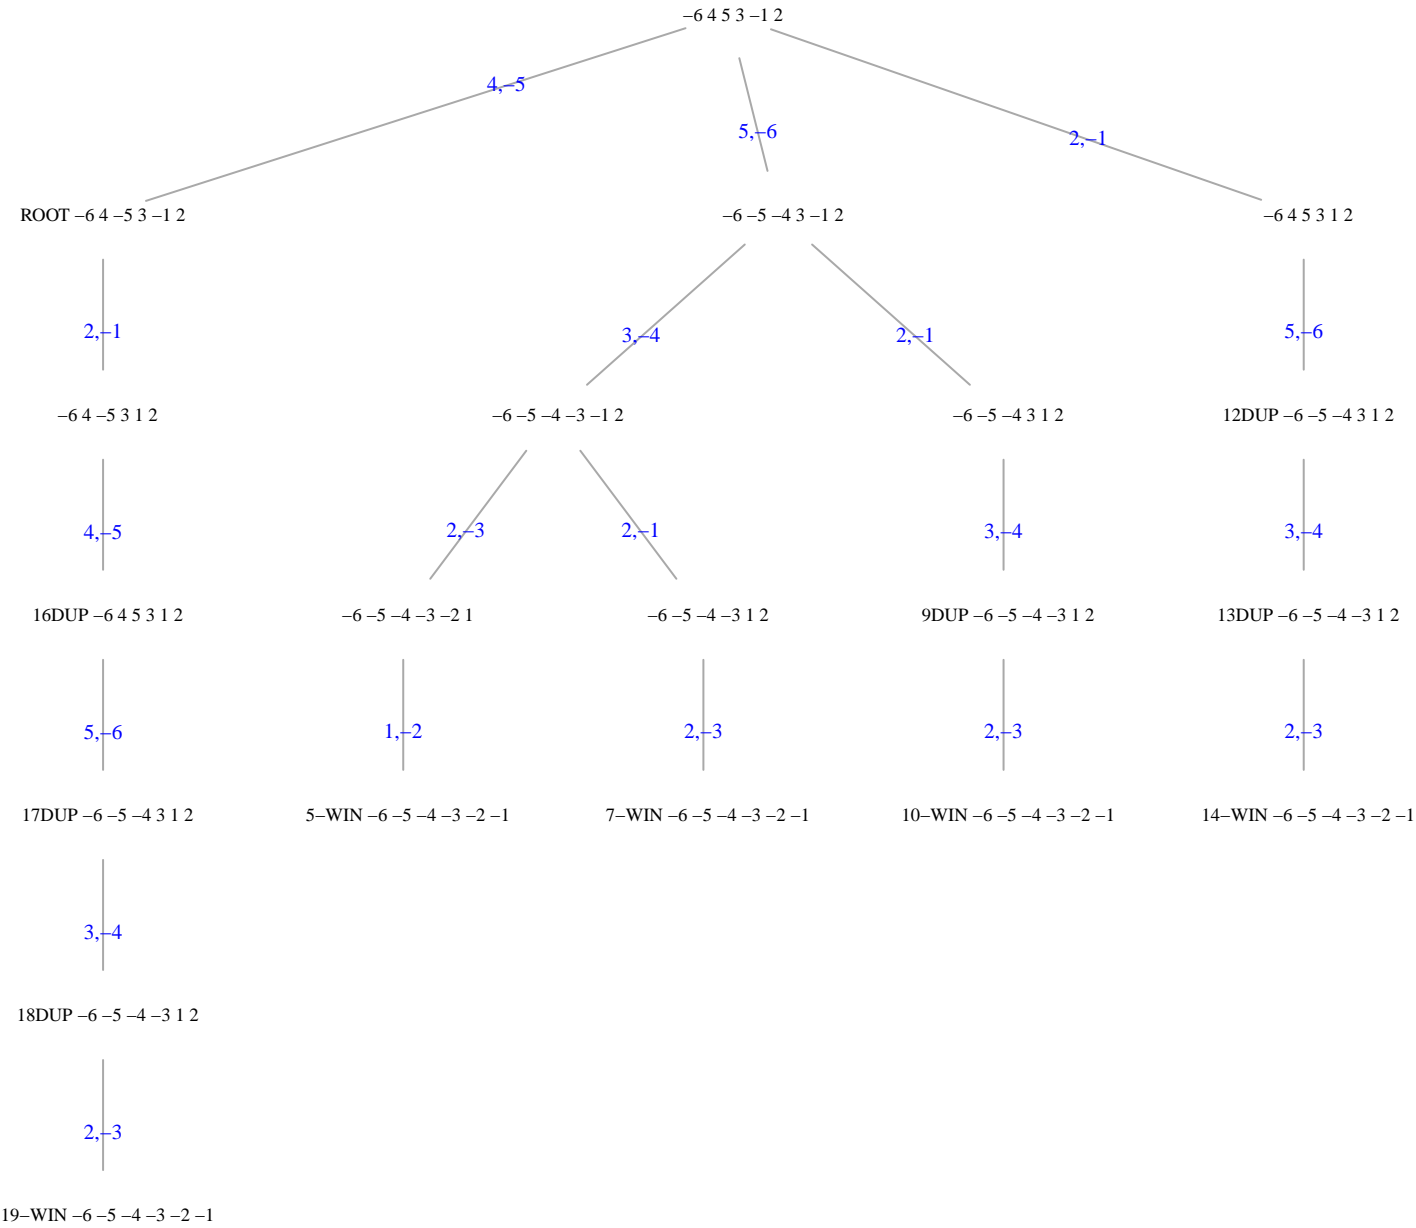 −6 4 5 3 −1 2
4,−5
5,−6
2,−1
ROOT −6 4 −5 3 −1 2
−6 −5 −4 3 −1 2
−6 4 5 3 1 2
2,−1
3,−4
2,−1
5,−6
−6 4 −5 3 1 2
−6 −5 −4 −3 −1 2
−6 −5 −4 3 1 2
12DUP −6 −5 −4 3 1 2
4,−5
2,−3
2,−1
3,−4
3,−4
16DUP −6 4 5 3 1 2
−6 −5 −4 −3 −2 1
−6 −5 −4 −3 1 2
9DUP −6 −5 −4 −3 1 2
13DUP −6 −5 −4 −3 1 2
5,−6
1,−2
2,−3
2,−3
2,−3
17DUP −6 −5 −4 3 1 2
5−WIN −6 −5 −4 −3 −2 −1
7−WIN −6 −5 −4 −3 −2 −1
10−WIN −6 −5 −4 −3 −2 −1
14−WIN −6 −5 −4 −3 −2 −1
3,−4
18DUP −6 −5 −4 −3 1 2
2,−3
19−WIN −6 −5 −4 −3 −2 −1